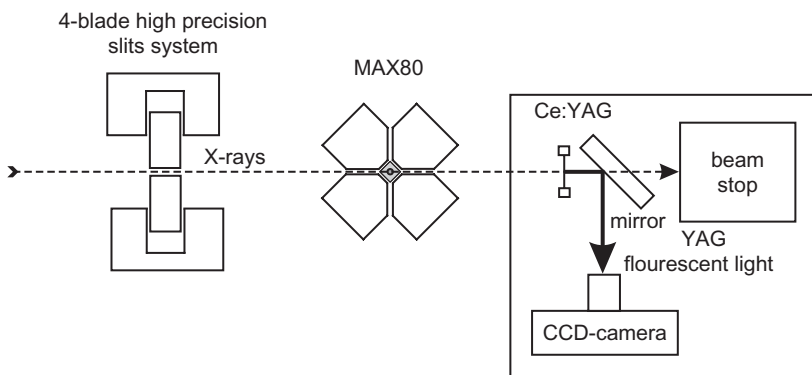 4-blade high precision
slits system
MAX80
X-rays
Ce:YAG
mirror
beam
stop
YAG
flourescent light
CCD-camera